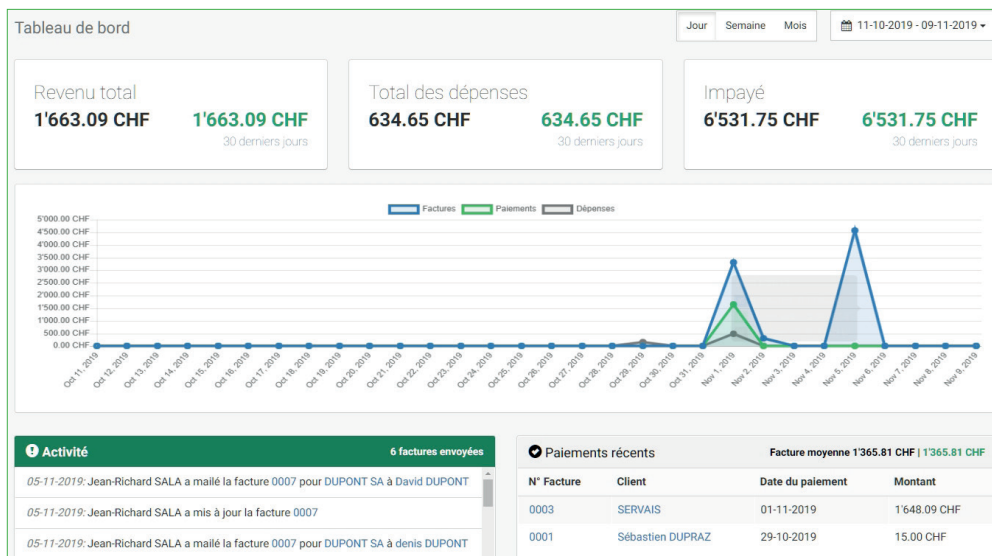 Tableau de bord
Jour Semaine Mois 11-10-2019 - 09-11-2019
Revenu total
1'663.09 CHF 1'663.09 CHF
30 derniers jours
Total des dépenses
634.65 CHF 634.65 CHF
30 derniers jours
Impayé
6'531.75 CHF 6'531.75 CHF
30 derniers jours
Factures Paiements Dépenses
5'000.00 CHF
4'500.00 CHF
4'000.00 CHF
3'500.00 CHF
3'000.00 CHF
2'500.00 CHF
2'000.00 CHF
1'500.00 CHF
1'000.00 CHF
500.00 CHF
0.00 CHF
Oct 11, 2019 Oct 12, 2019 Oct 13, 2019 Oct 14, 2019 Oct 15, 2019 Oct 16, 2019 Oct 17, 2019 Oct 18, 2019 Oct 19, 2019 Oct 20, 2019 Oct 21, 2019 Oct 22, 2019 Oct 23, 2019 Oct 24, 2019 Oct 25, 2019 Oct 26, 2019 Oct 27, 2019 Oct 28, 2019 Oct 29, 2019 Oct 30, 2019 Oct 31, 2019 Nov 1, 2019 Nov 2, 2019 Nov 3, 2019 Nov 4, 2019 Nov 5, 2019 Nov 6, 2019 Nov 7, 2019 Nov 8, 2019 Nov 9, 2019
Activité 6 factures envoyées
05-11-2019: Jean-Richard SALA a mailé la facture 0007 pour DUPONT SA à David DUPONT
05-11-2019: Jean-Richard SALA a mis à jour la facture 0007
05-11-2019: Jean-Richard SALA a mailé la facture 0007 pour DUPONT SA à denis DUPONT
Paiements récents Facture moyenne 1'365.81 CHF | 1'365.81 CHF
N° Facture Client Date du paiement Montant
0003 SERVAIS 01-11-2019 1'648.09 CHF
0001 Sébastien DUPRAZ 29-10-2019 15.00 CHF